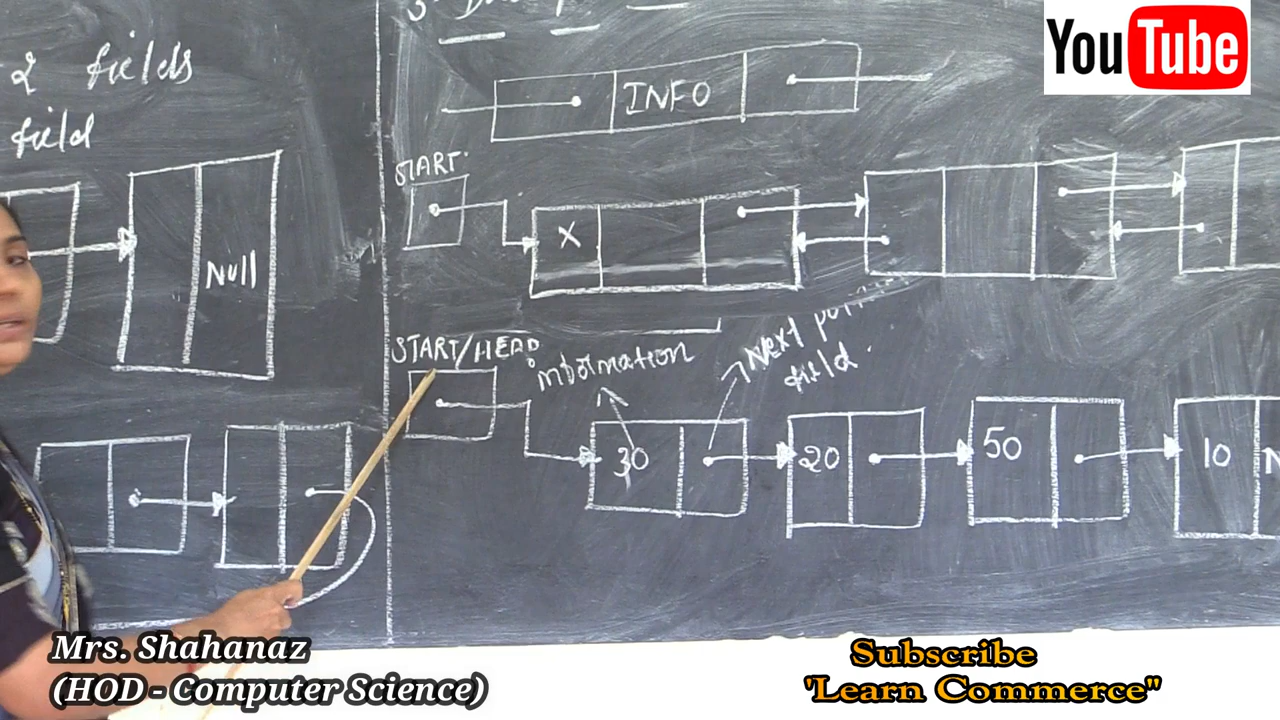 2 fields
field
Null
INFO
START.
X
START/HEAD
information
Next
field.
30
20
50
10
YouTube
Mrs. Shahanaz
(HOD - Computer Science)
Subscribe
'Learn Commerce"